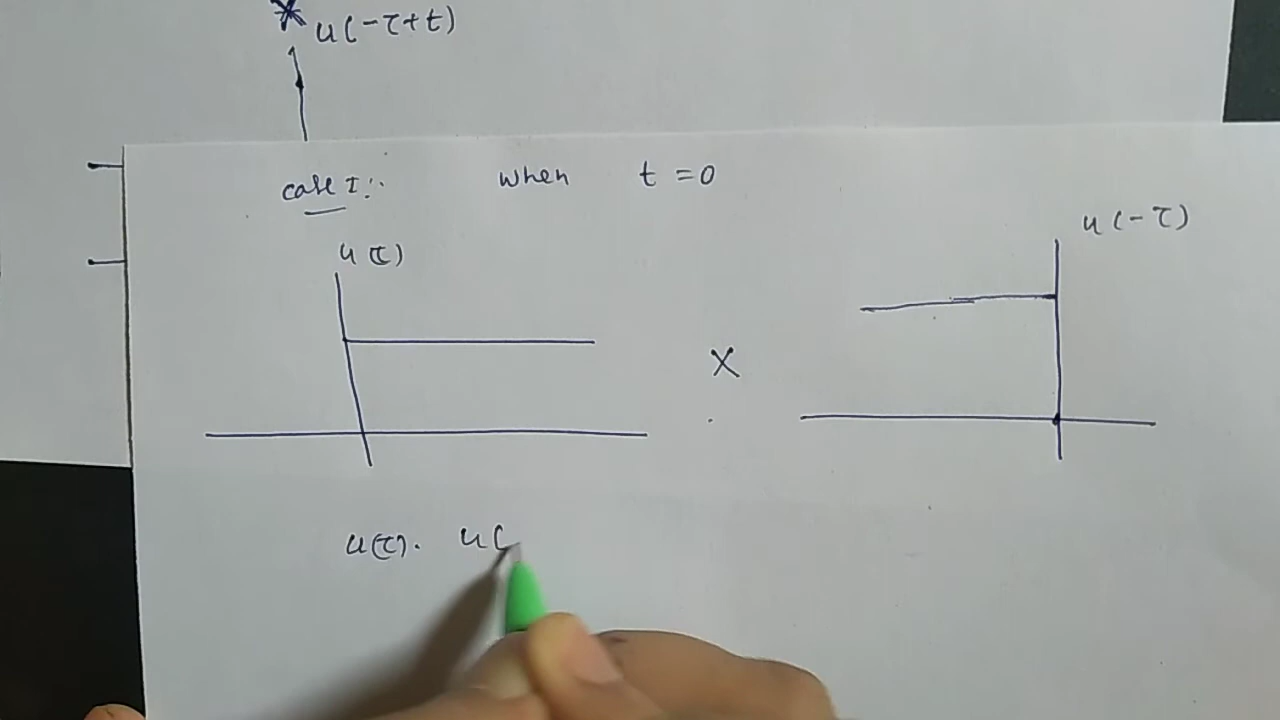 u(-τ+t)
case I:. when t = 0
u(τ)
u(-τ)
X
u(τ). u(